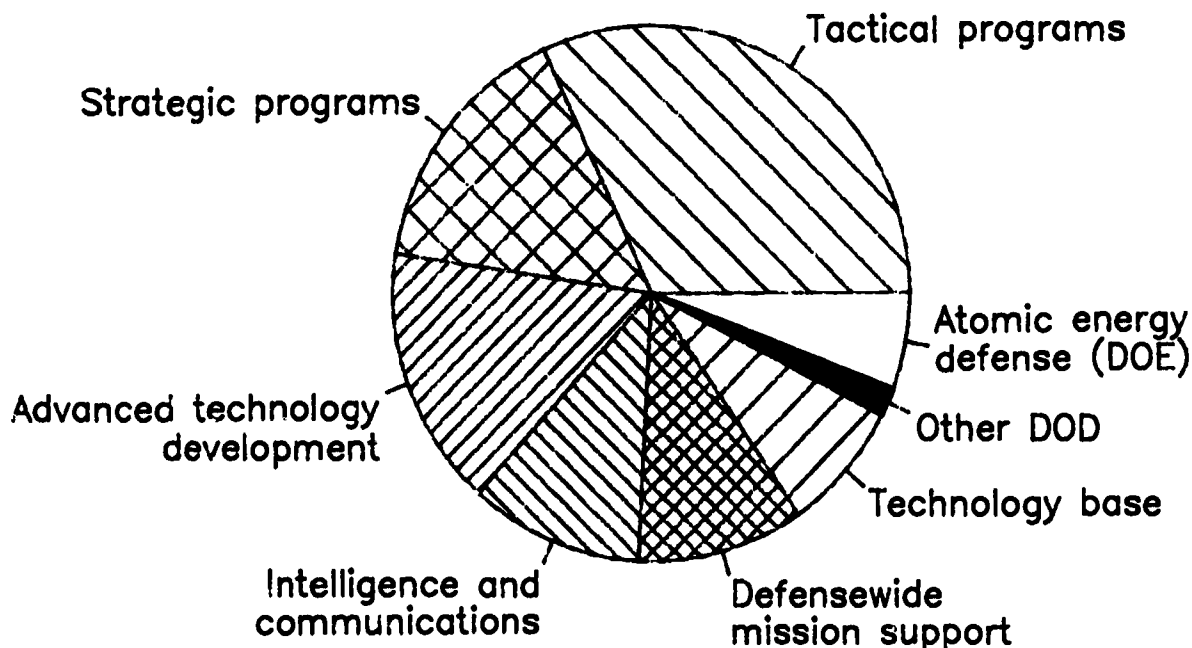 Tactical programs
Strategic programs
Atomic energy
defense (DOE)
Advanced technology
development
Other DOD
Technology base
Intelligence and
communications
Defensewide
mission support